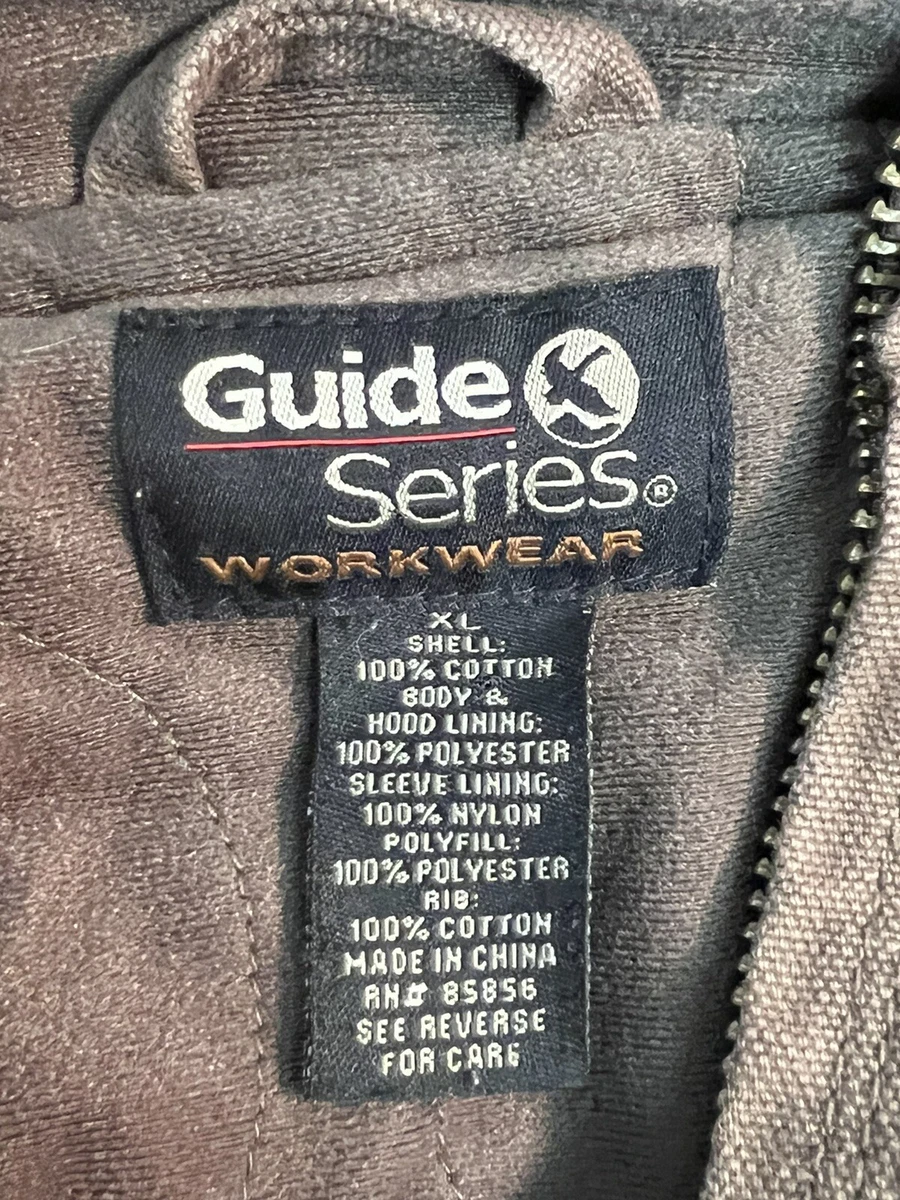 Guide
Series®
WORKWEAR
XL
SHELL:
100% COTTON
BODY &
HOOD LINING:
100% POLYESTER
SLEEVE LINING:
100% NYLON
POLYFILL:
100% POLYESTER
RIB:
100% COTTON
MADE IN CHINA
RN# 85856
SEE REVERSE
FOR CARE